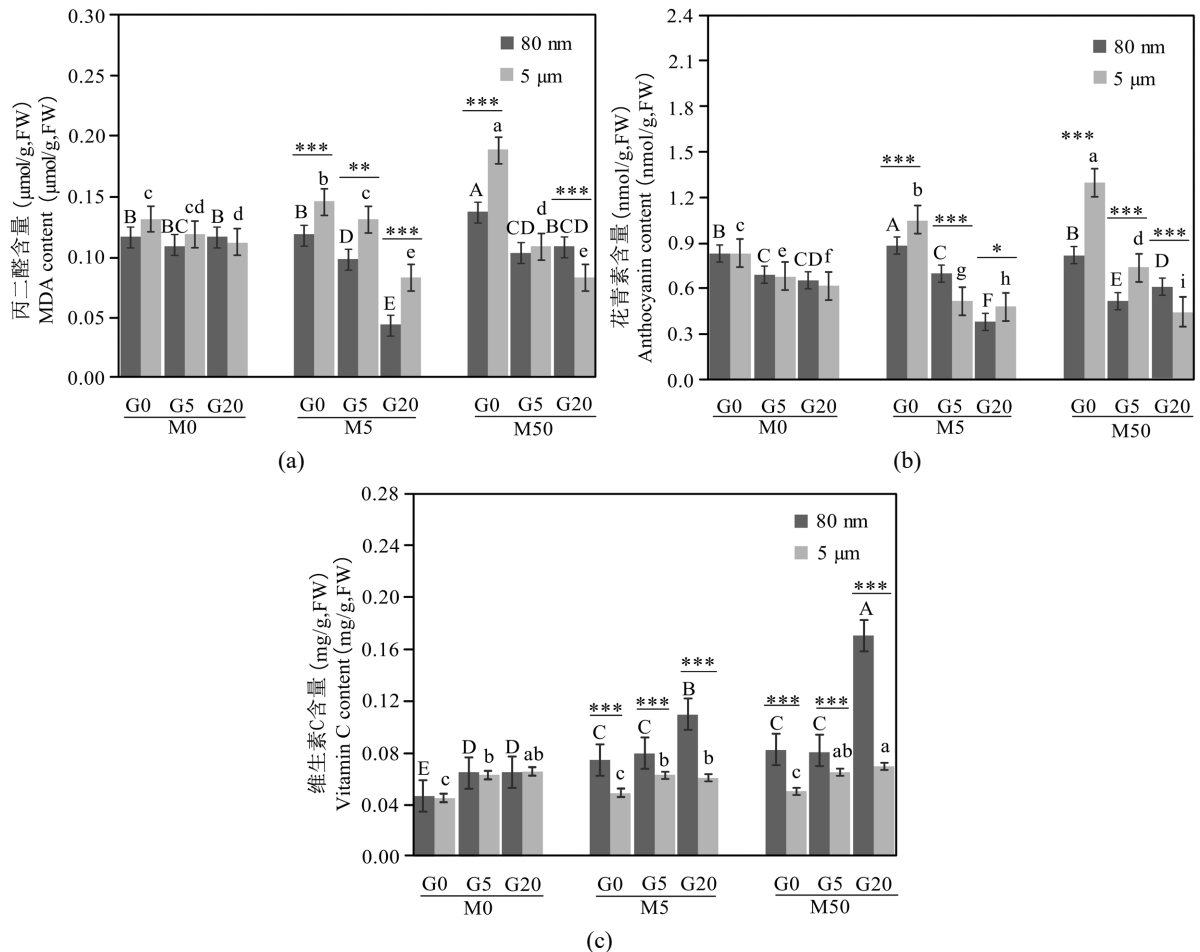 丙二醛含量 (μmol/g,FW)
MDA content (μmol/g,FW)
0.30
0.25
0.20
0.15
0.10
0.05
0.00
80 nm
5 μm
B c BC cd B d
*** B b ** D c *** E e
*** A a CD d *** BCD e
G0 G5 G20
M0
G0 G5 G20
M5
G0 G5 G20
M50
(a)
花青素含量 (nmol/g,FW)
Anthocyanin content (nmol/g,FW)
2.4
2.1
1.8
1.5
1.2
0.9
0.6
0.3
0.0
80 nm
5 μm
B c C e CD f
*** A b *** C g * F h
*** B a *** E d *** D i
G0 G5 G20
M0
G0 G5 G20
M5
G0 G5 G20
M50
(b)
维生素C含量 (mg/g,FW)
Vitamin C content (mg/g,FW)
0.28
0.24
0.20
0.16
0.12
0.08
0.04
0.00
80 nm
5 μm
E c D b D ab
*** C c *** C b *** B b
*** C c *** C ab *** A a
G0 G5 G20
M0
G0 G5 G20
M5
G0 G5 G20
M50
(c)